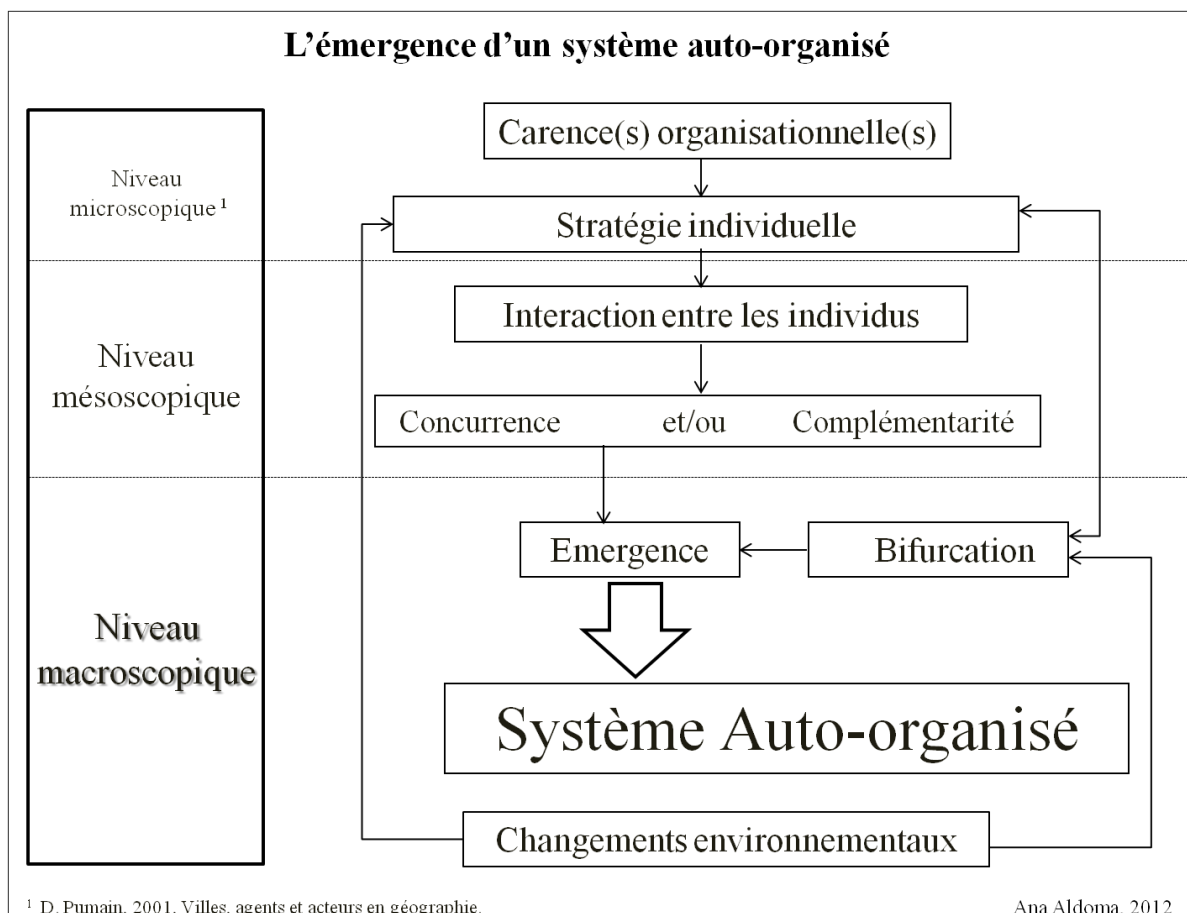 L'émergence d'un système auto-organisé
Carence(s) organisationnelle(s)
Niveau
microscopique ¹
Stratégie individuelle
Interaction entre les individus
Niveau
mésoscopique
Concurrence et/ou Complémentarité
Emergence
Bifurcation
Niveau
macroscopique
Système Auto-organisé
Changements environnementaux
¹ D. Pumain, 2001, Villes, agents et acteurs en géographie.
Ana Aldoma, 2012